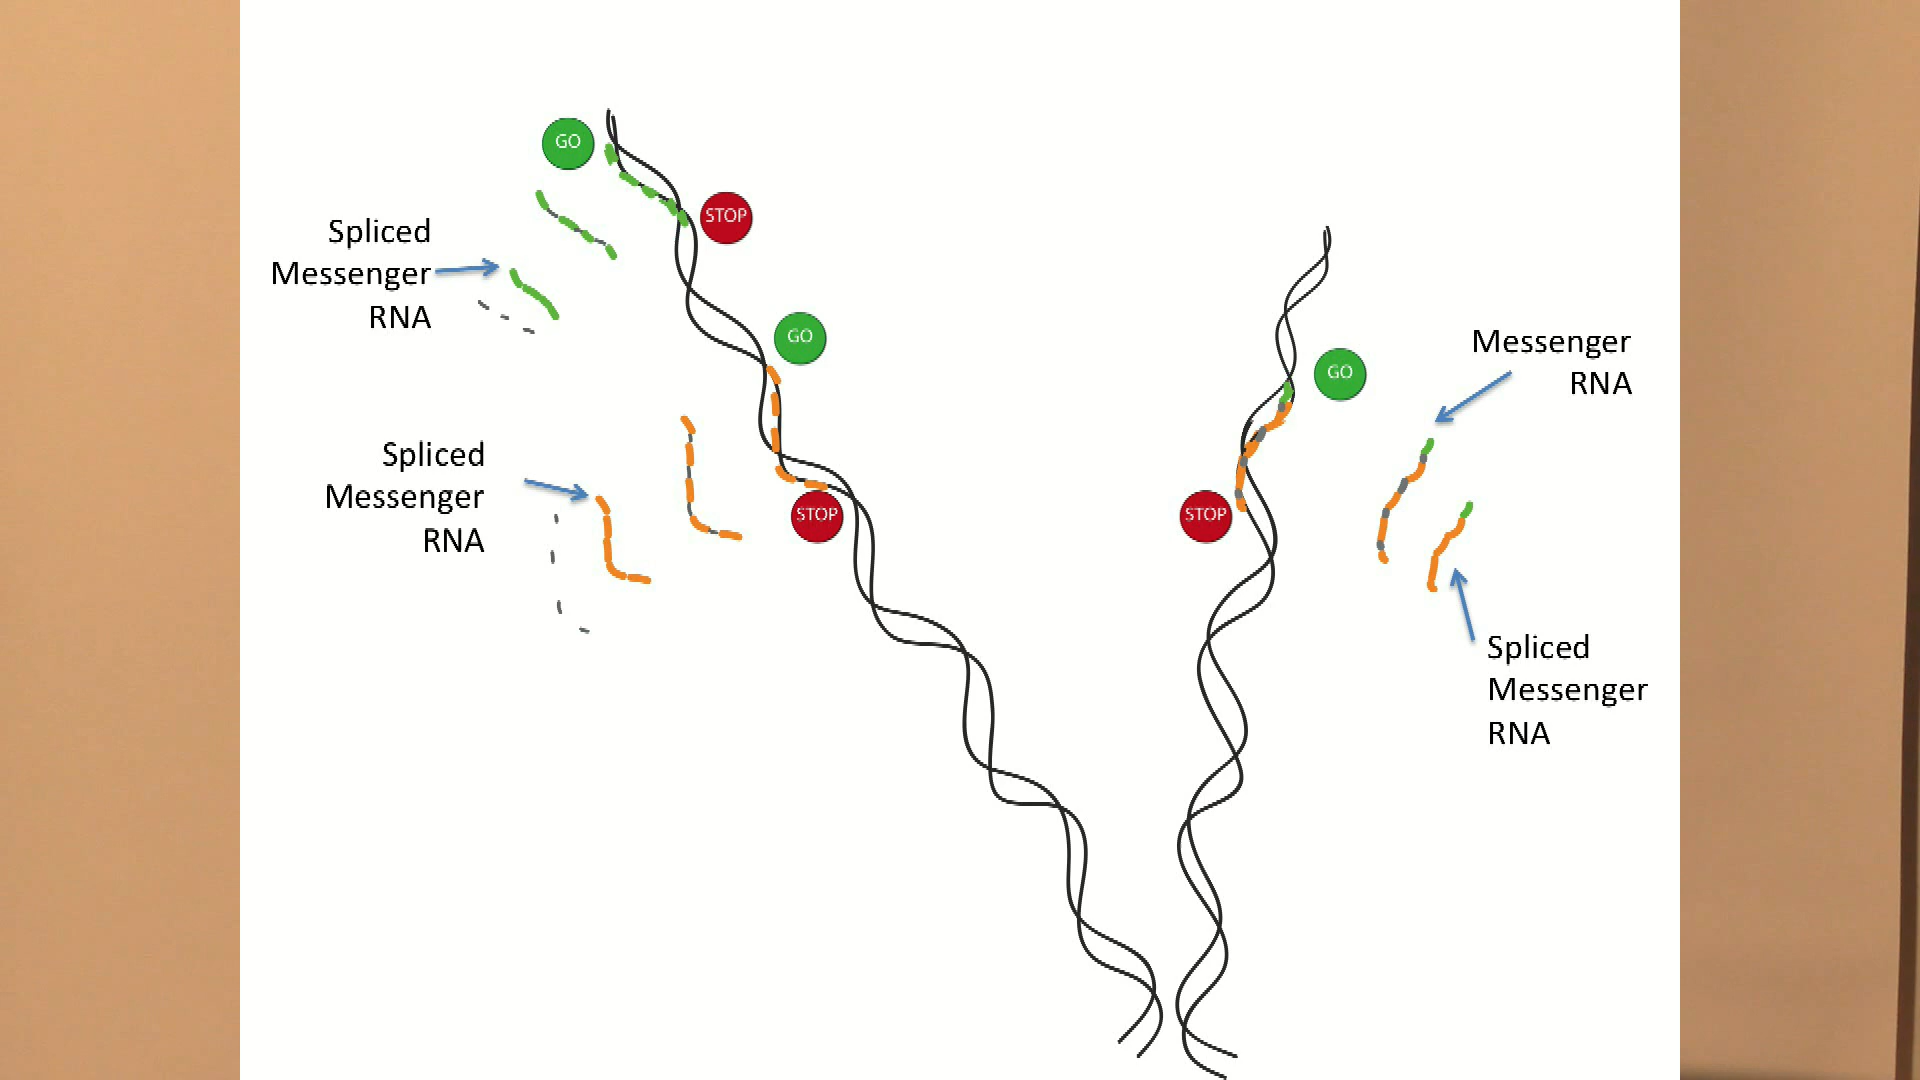 GO
STOP
Spliced
Messenger
RNA
GO
Spliced
Messenger
RNA
STOP
GO
STOP
Messenger
RNA
Spliced
Messenger
RNA